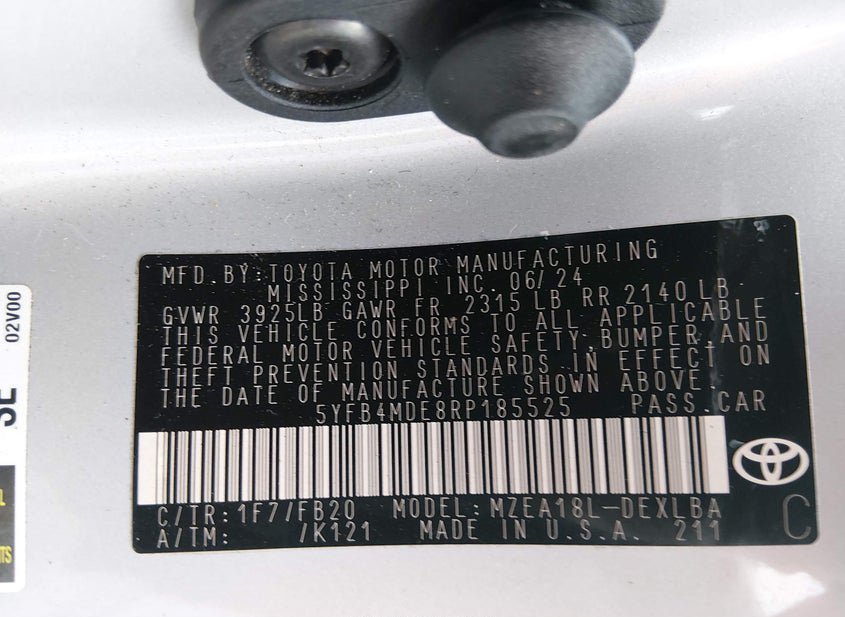 MFD. BY: TOYOTA MOTOR MANUFACTURING
MISSISSIPPI INC. 06/24
GVWR 3925LB GAWR FR 2315 LB RR 2140 LB
THIS VEHICLE CONFORMS TO ALL APPLICABLE
FEDERAL MOTOR VEHICLE SAFETY, BUMPER, AND
THEFT PREVENTION STANDARDS IN EFFECT ON
THE DATE OF MANUFACTURE SHOWN ABOVE.
5YFB4MDE8RP185525 PASS. CAR
C/TR: 1F7/FB20 MODEL: MZEA18L-DEXLBA
A/TM: /K121 MADE IN U.S.A. 211
C
02V00